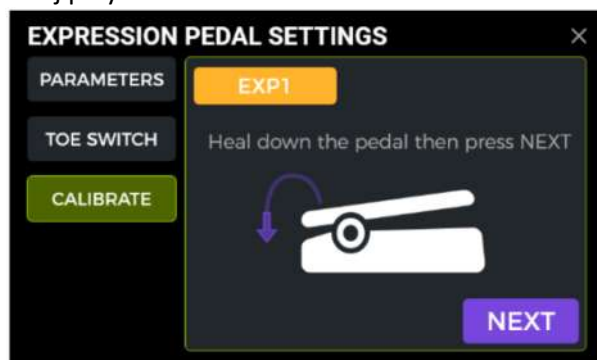 EXPRESSION PEDAL SETTINGS
PARAMETERS
EXP1
TOE SWITCH
Heal down the pedal then press NEXT
CALIBRATE
NEXT